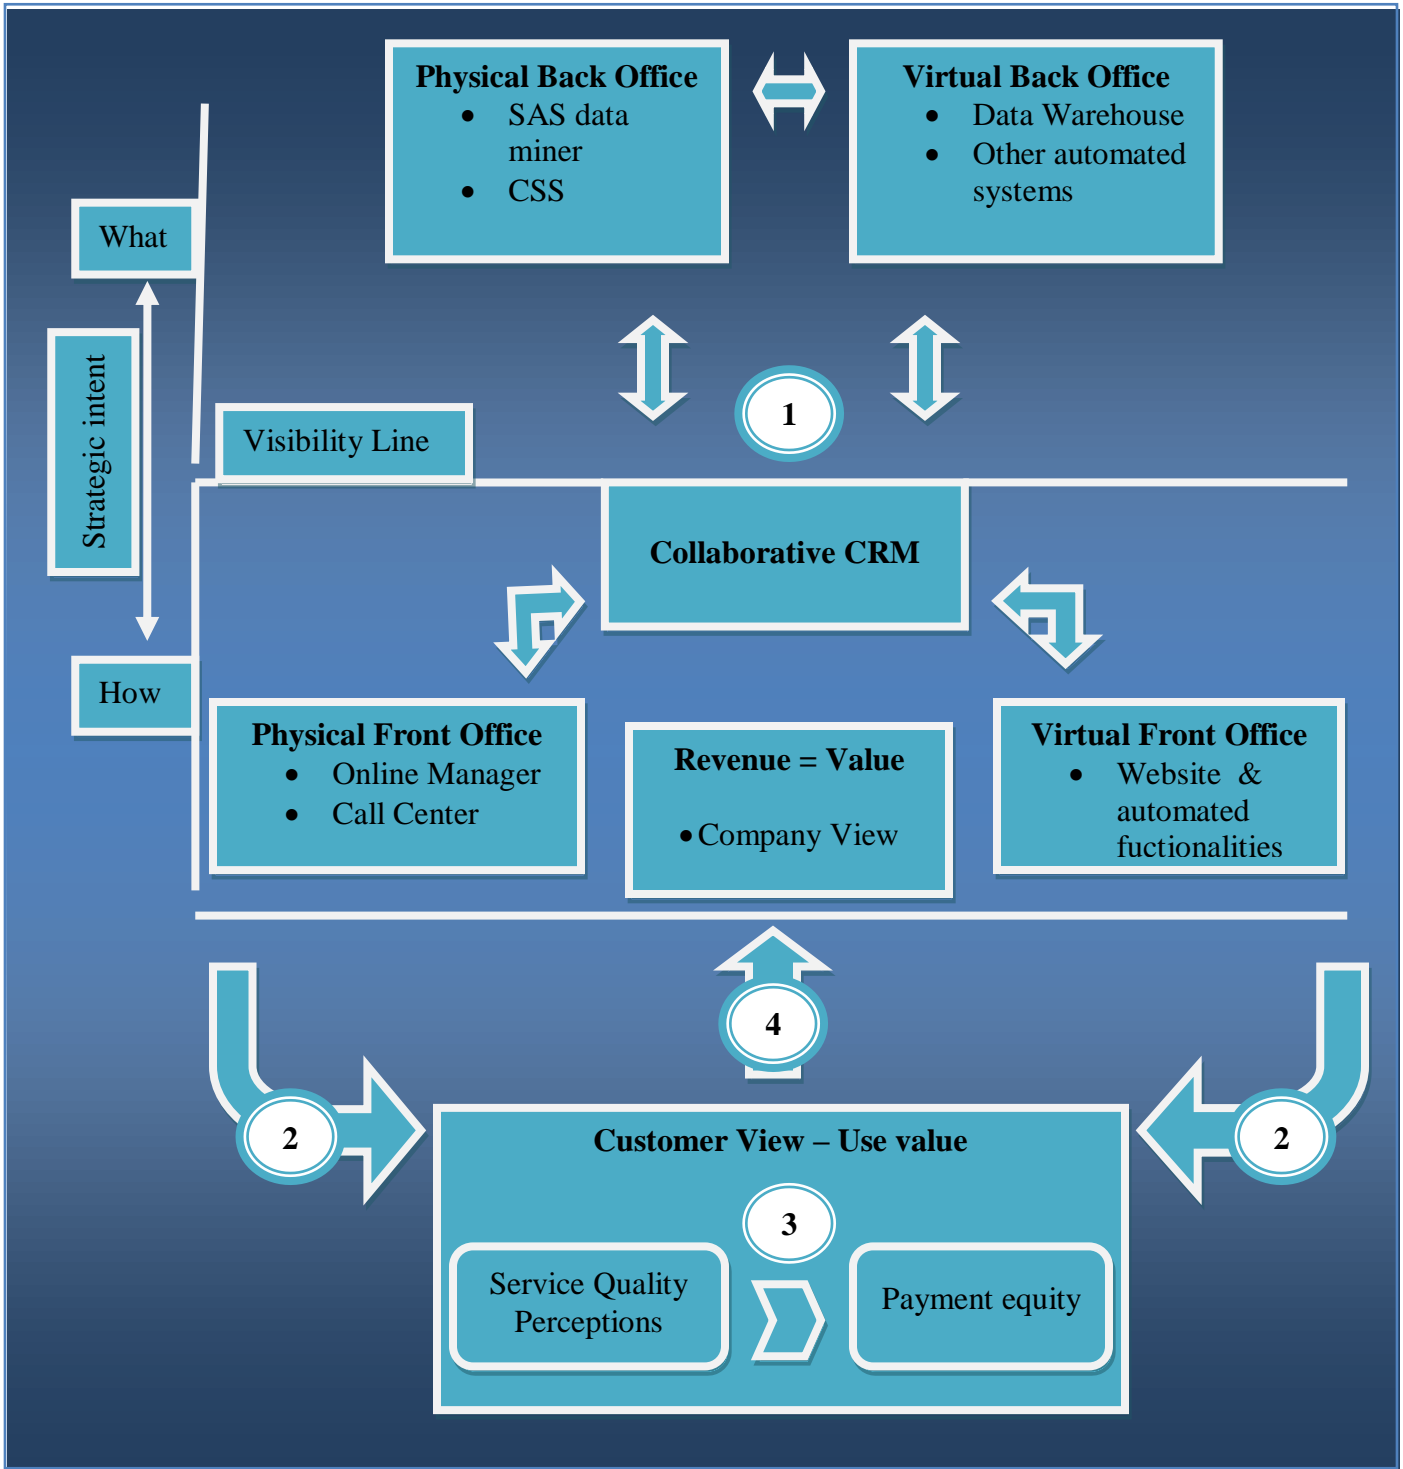 Physical Back Office
• SAS data
miner
• CSS
Virtual Back Office
• Data Warehouse
• Other automated
systems
What
Strategic intent
How
1
Visibility Line
Collaborative CRM
Physical Front Office
• Online Manager
• Call Center
Revenue = Value
• Company View
Virtual Front Office
• Website &
automated
fuctionalities
4
2
2
Customer View – Use value
3
Service Quality
Perceptions
Payment equity